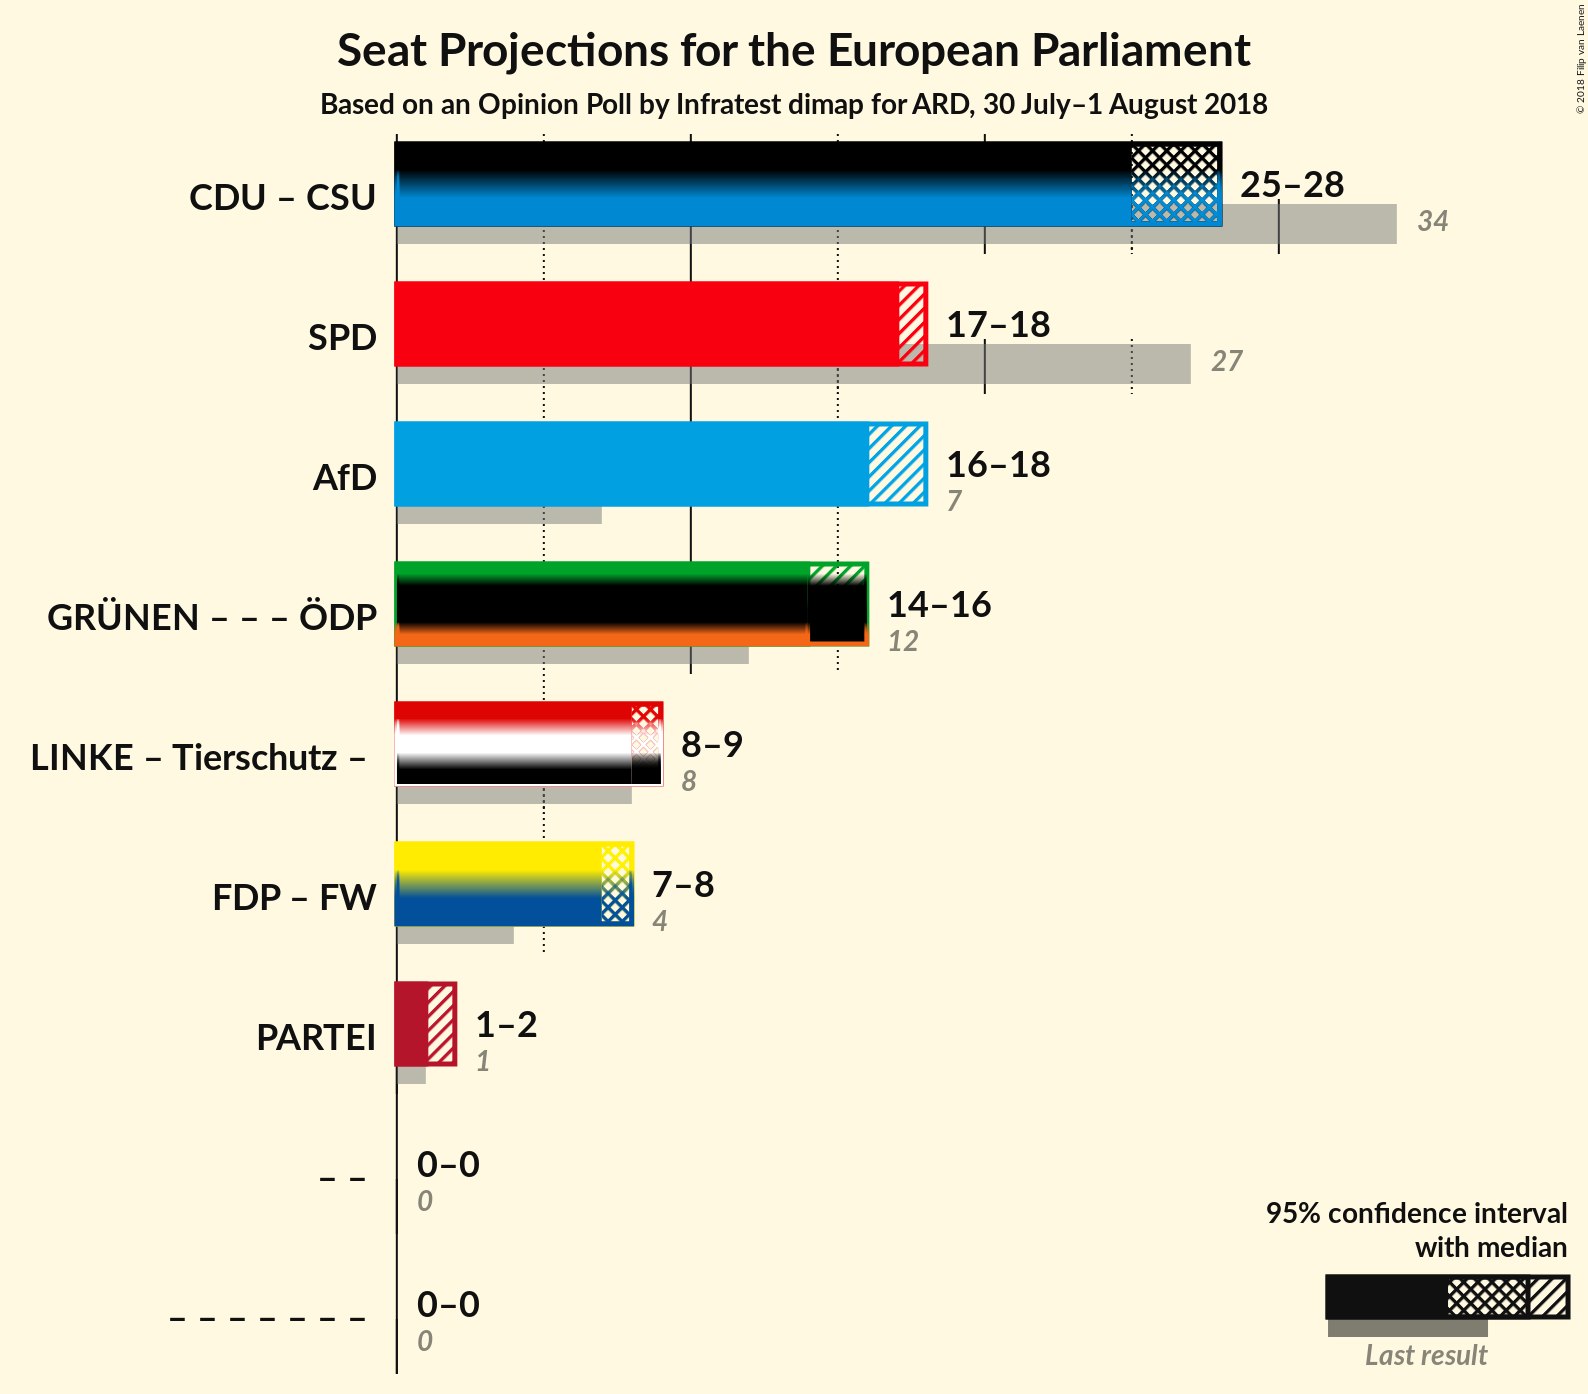 Seat Projections for the European Parliament
Based on an Opinion Poll by Infratest dimap for ARD, 30 July–1 August 2018
© 2018 Filip van Laenen
CDU – CSU
25–28
34
SPD
17–18
27
AfD
16–18
7
GRÜNEN – – – ÖDP
14–16
12
LINKE – Tierschutz –
8–9
8
FDP – FW
7–8
4
PARTEI
1–2
1
– –
0–0
0
– – – – – – –
0–0
0
95% confidence interval
with median
Last result